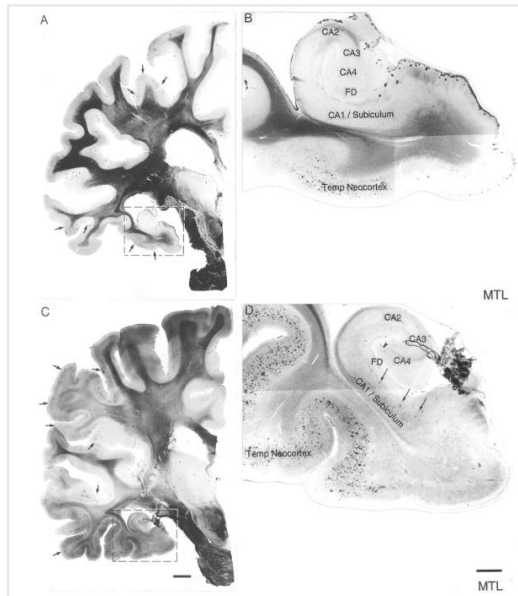 A
B
CA2
CA3
CA4
FD
CA1 / Subiculum
Temp Neocortex
MTL
C
D
CA2
CA3
FD
CA4
CA1 / Subiculum
Temp Neocortex
MTL